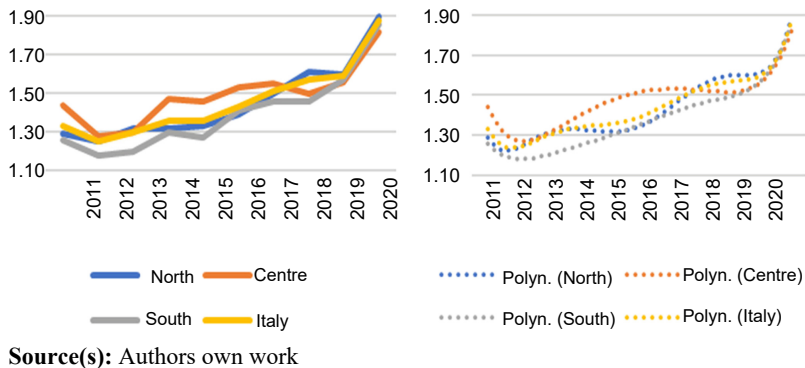 1.90
1.70
1.50
1.30
1.10
2011 2012 2013 2014 2015 2016 2017 2018 2019 2020
North Centre
South Italy
1.90
1.70
1.50
1.30
1.10
2011 2012 2013 2014 2015 2016 2017 2018 2019 2020
Polyn. (North) Polyn. (Centre)
Polyn. (South) Polyn. (Italy)
Source(s): Authors own work